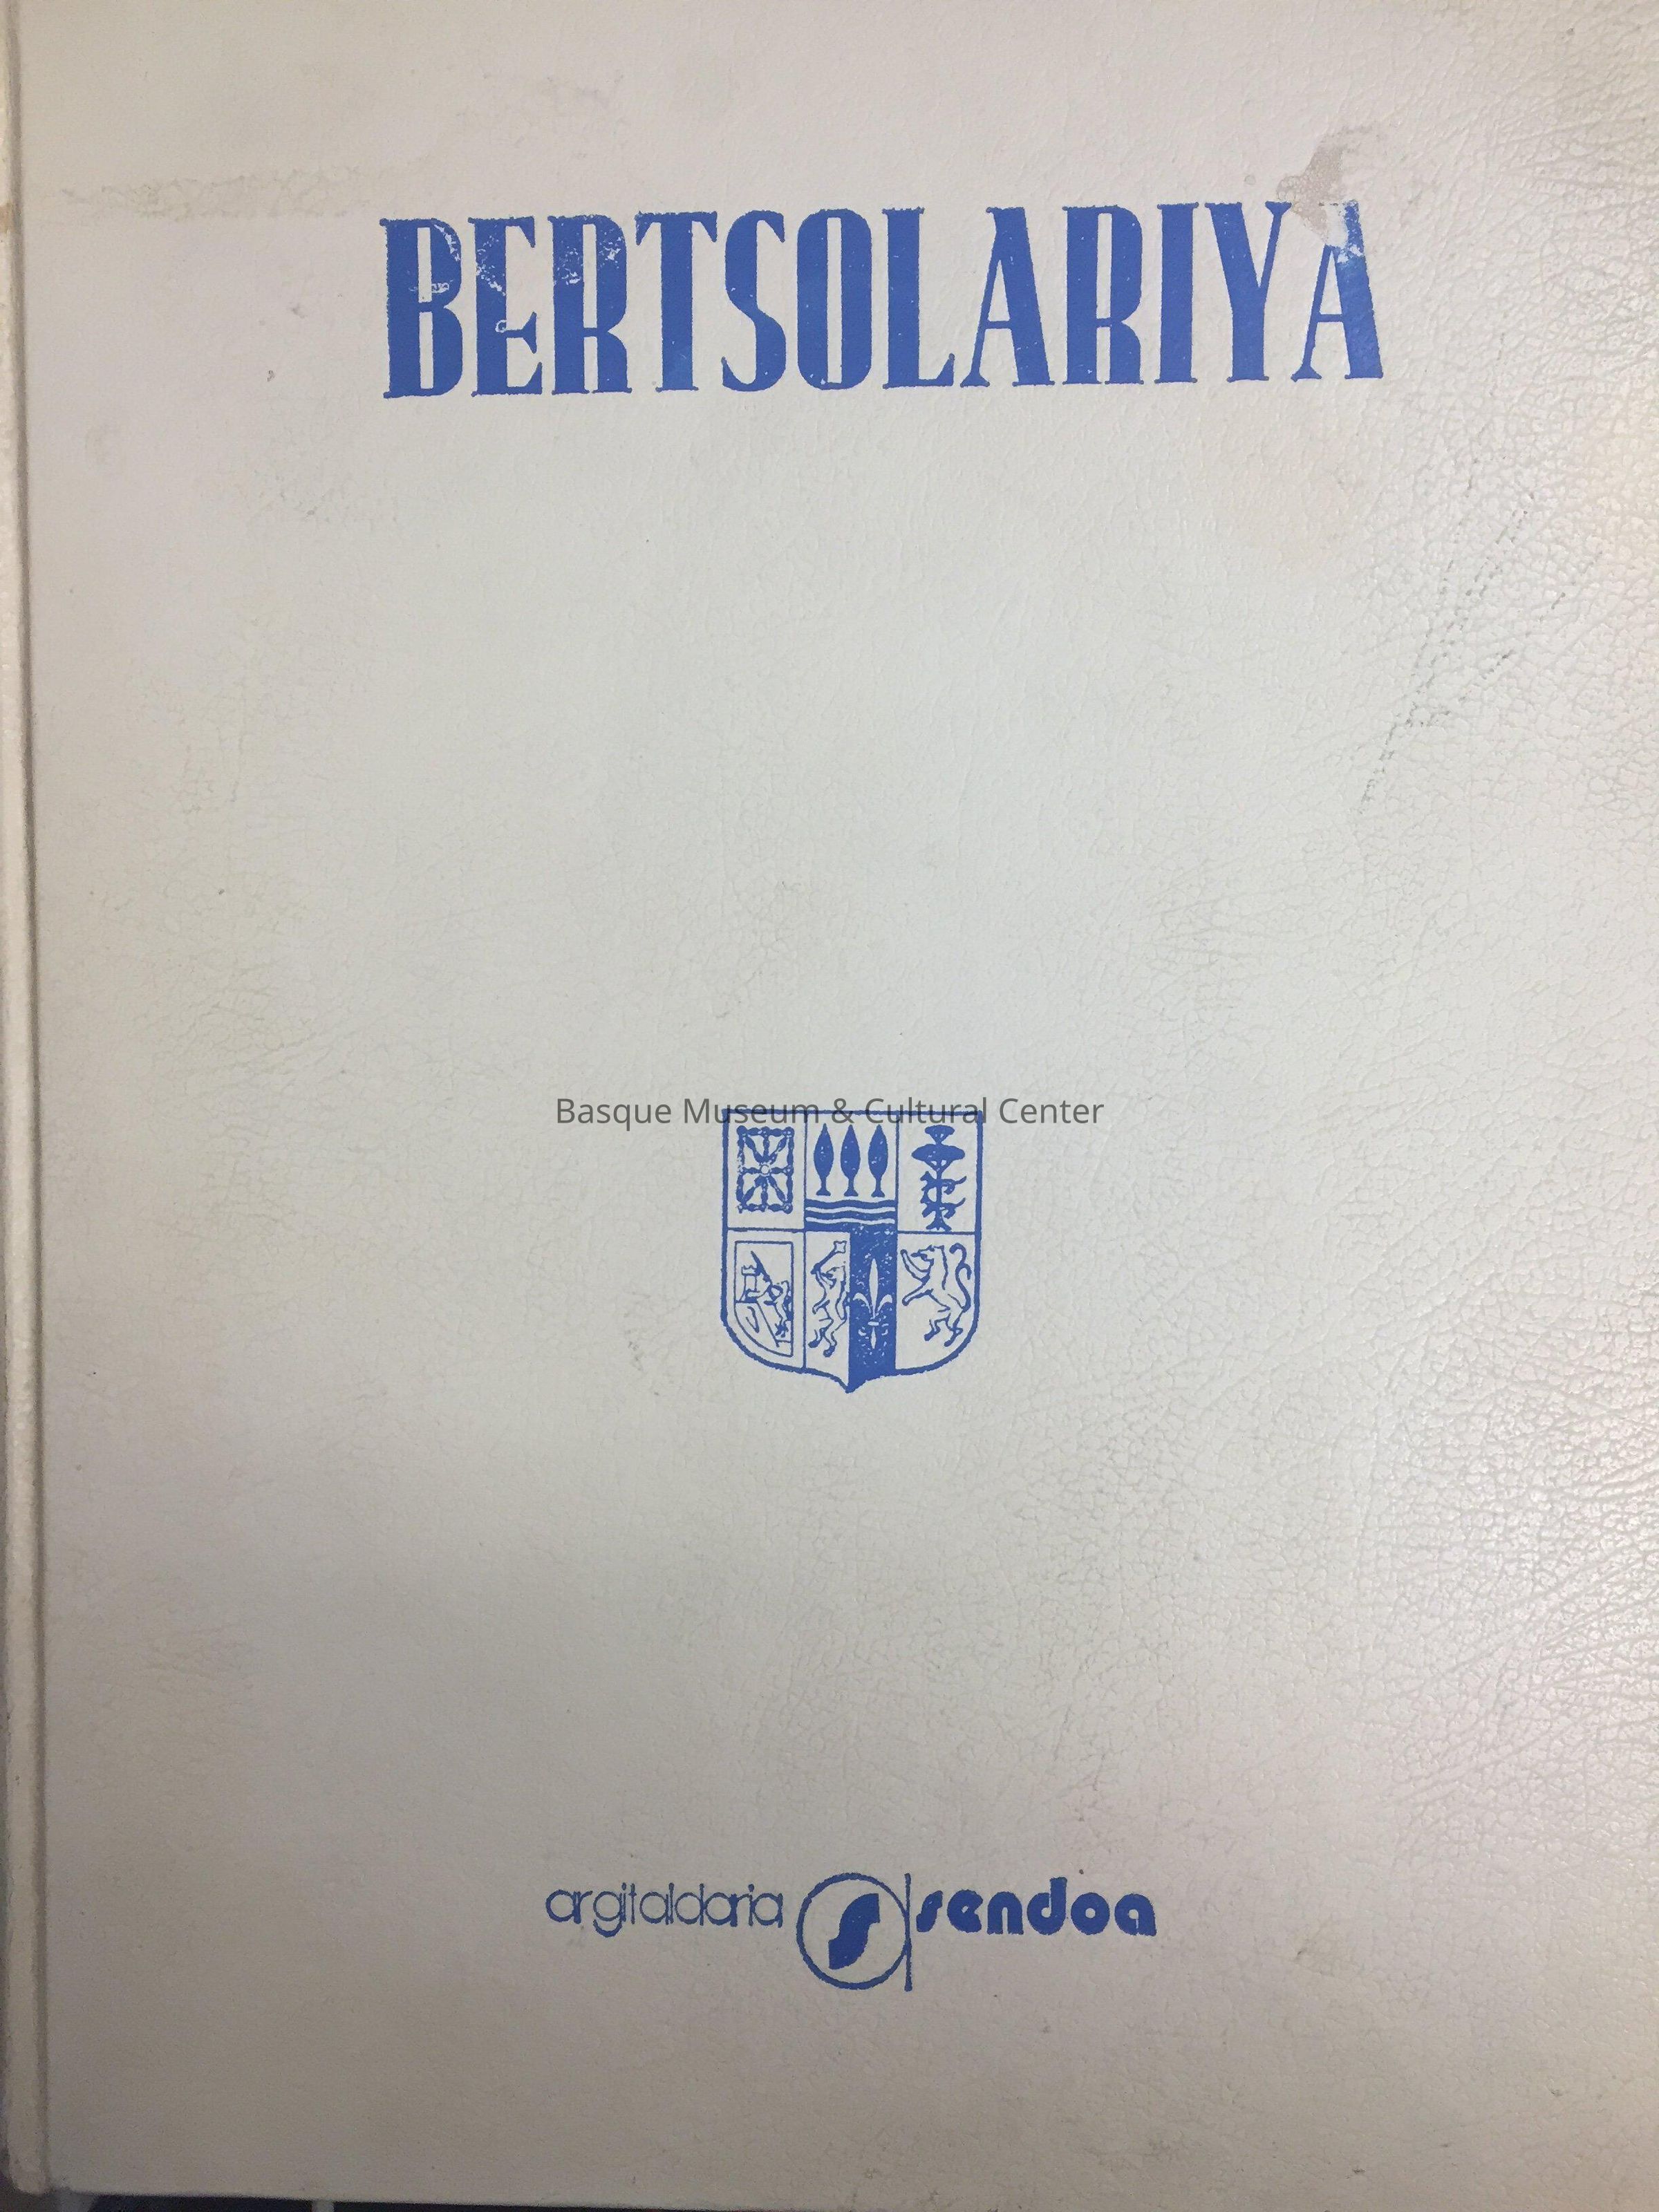 BERTSOLARIYA
Basque Museum & Cultural Center
argitaldaria S sendoa